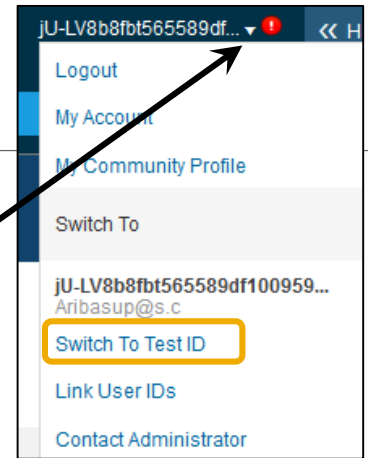 jU-LV8b8fbt565589df... ▾ ! « H
Logout
My Account
My Community Profile
Switch To
jU-LV8b8fbt565589df100959...
Aribasup@s.c
Switch To Test ID
Link User IDs
Contact Administrator